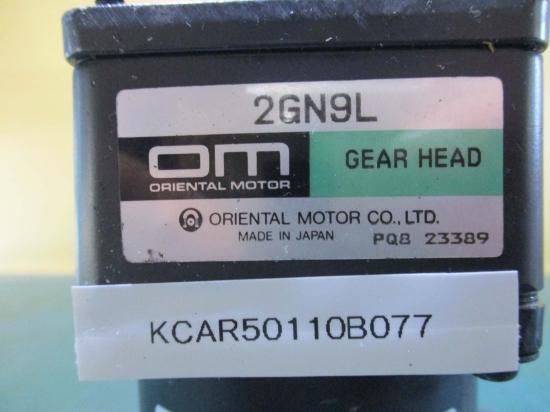 2GN9L
OM
ORIENTAL MOTOR
GEAR HEAD
ORIENTAL MOTOR CO., LTD.
MADE IN JAPAN PQ8 23389
KCAR50110B077